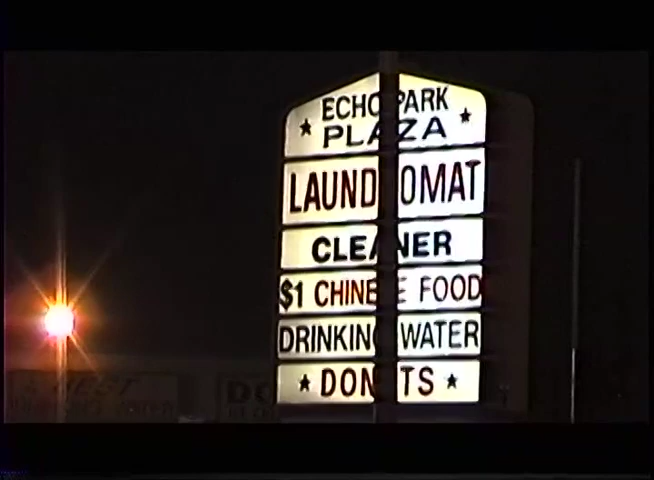 ECHO PARK
★ PLAZA ★
LAUNDROMAT
CLEANER
$1 CHINESE FOOD
DRINKING WATER
★ DONUTS ★